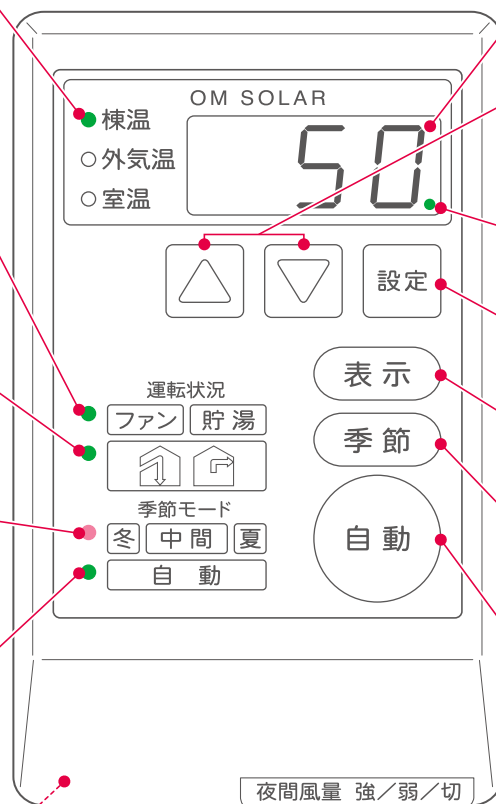 OM SOLAR
棟温
50
外気温
室温
設定
表示
運転状況
ファン 貯湯
季節
季節モード
冬 中間 夏
自動
自動
夜間風量 強/弱/切